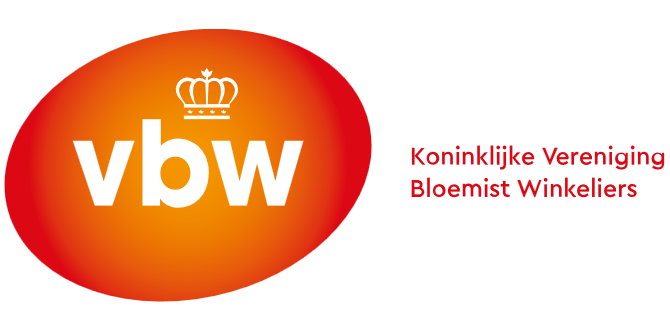 vbw
Koninklijke Vereniging
Bloemist Winkeliers